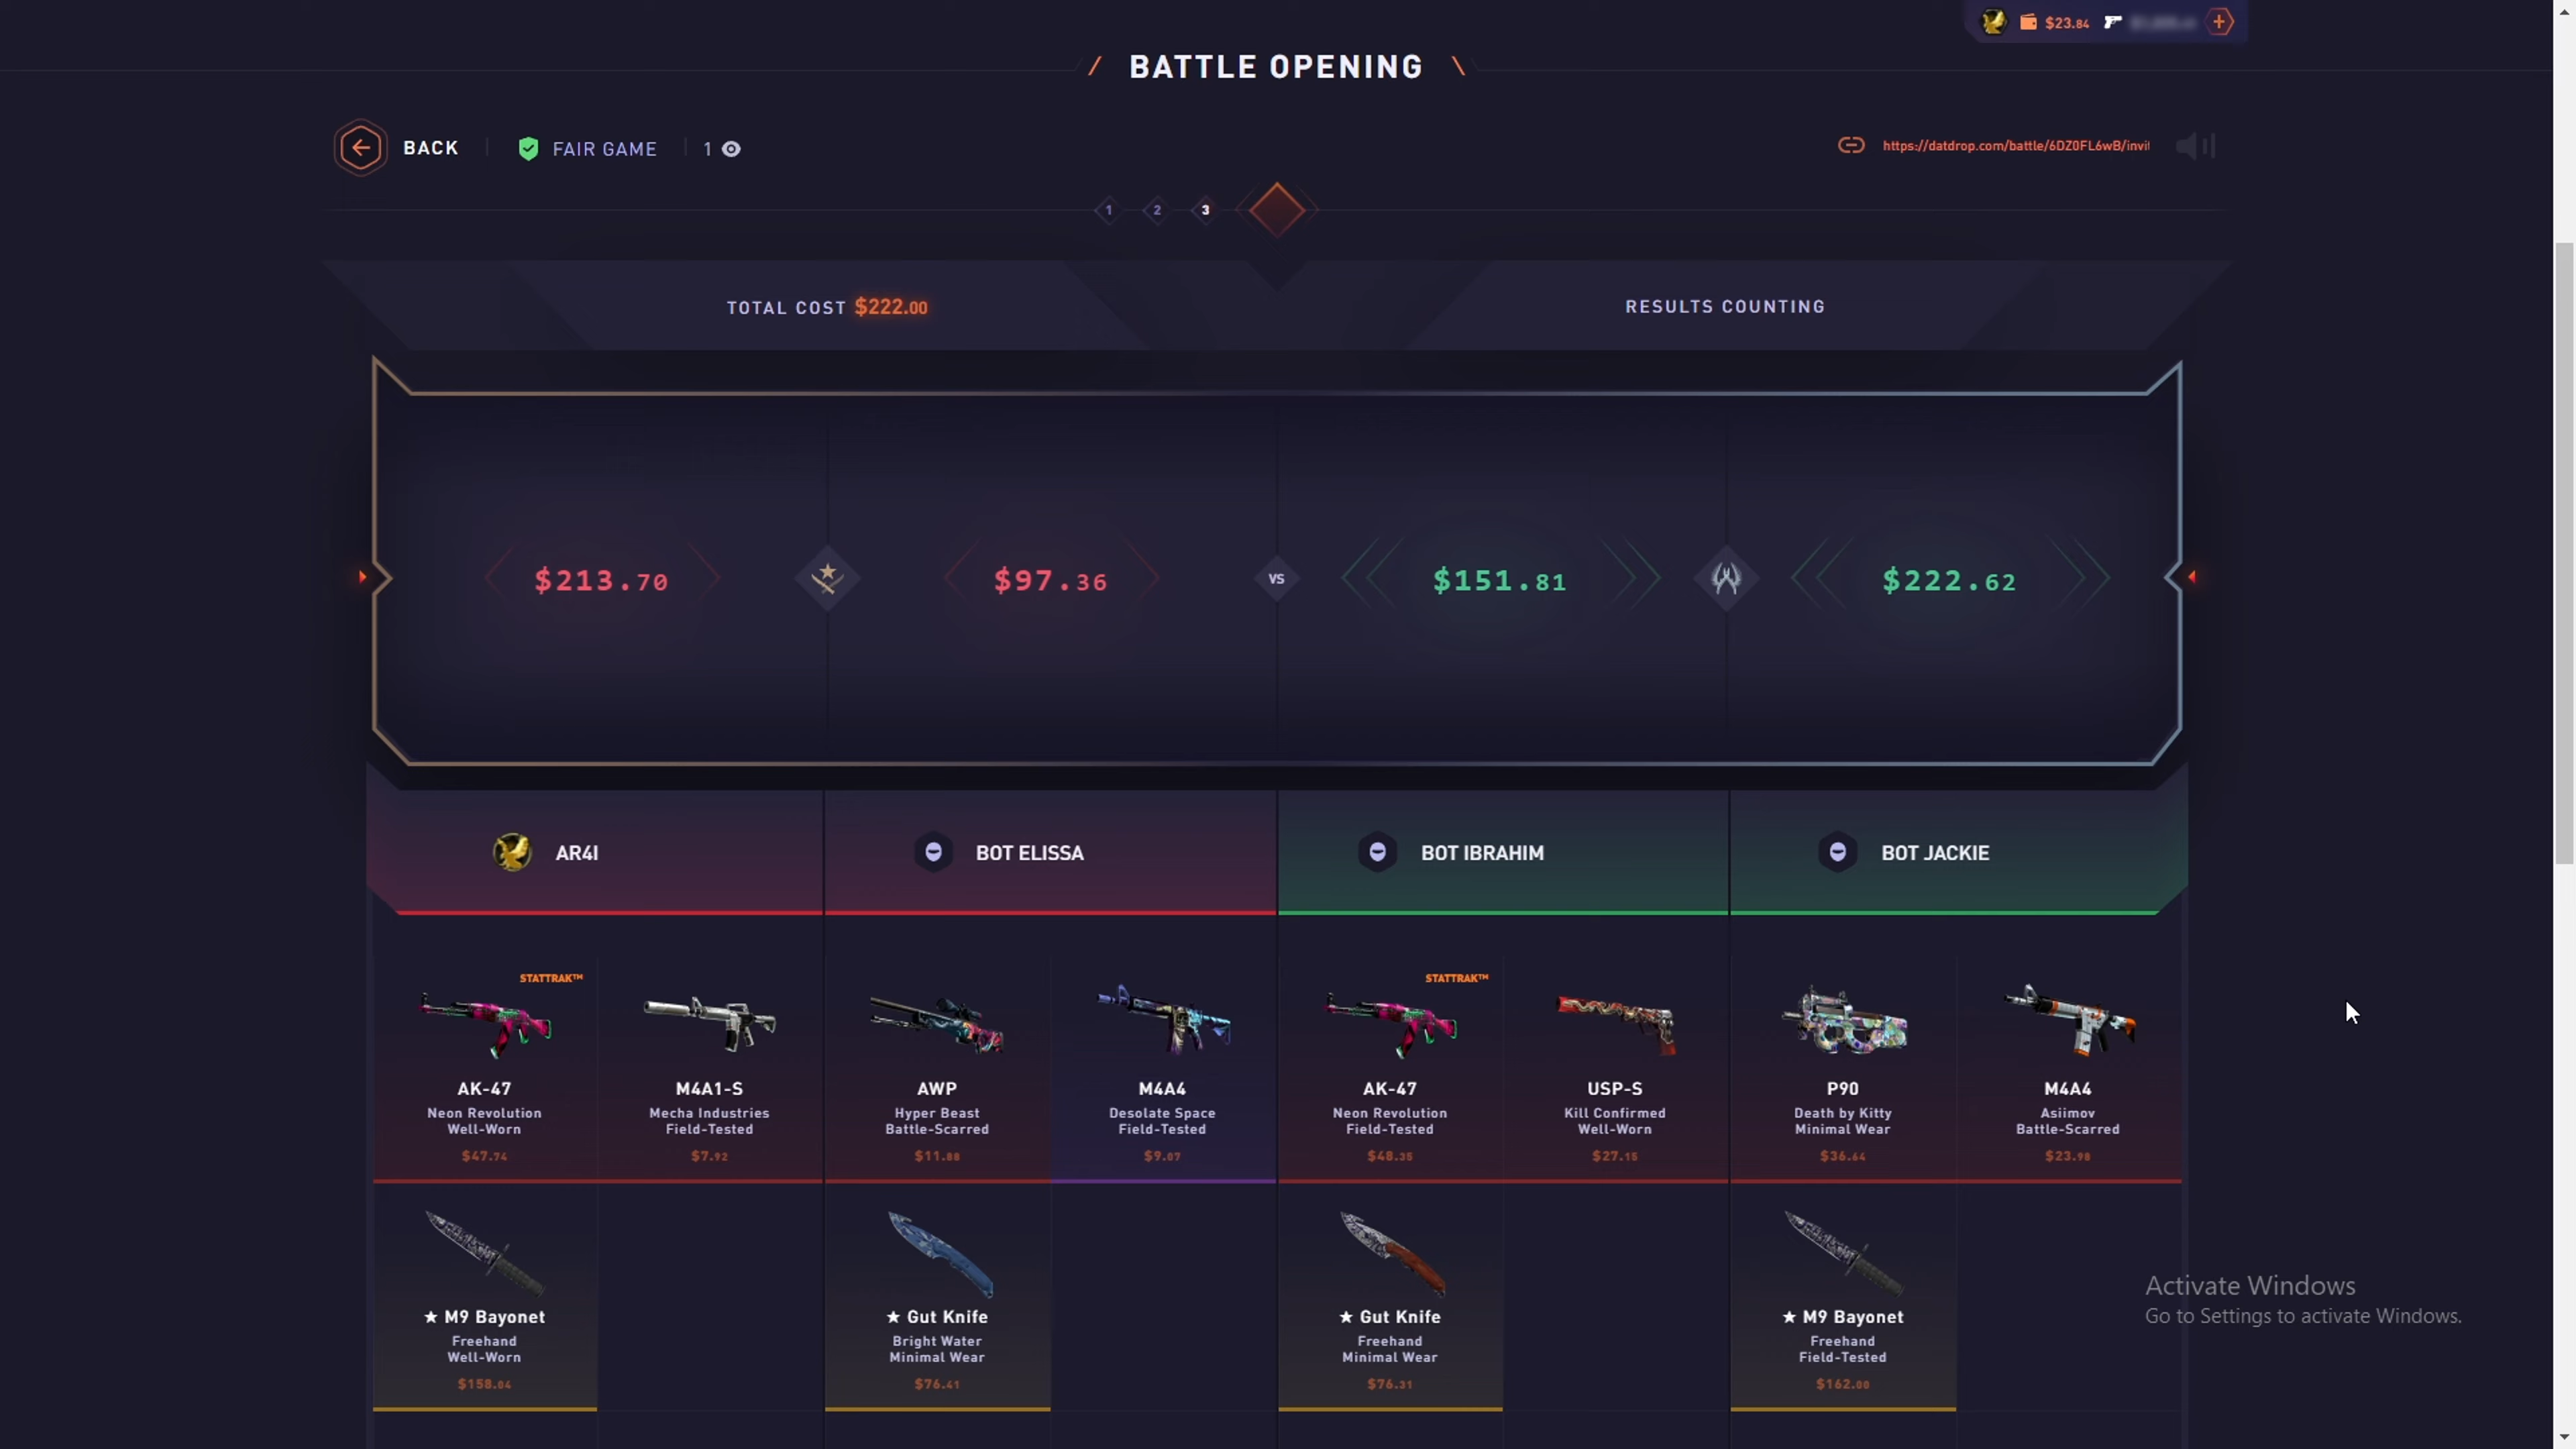 $23.84
/ BATTLE OPENING \
BACK
FAIR GAME
1
https://datdrop.com/battle/6DZ0FL6wB/invi
1 2 3
TOTAL COST $222.00
RESULTS COUNTING
$213.70
$97.36
VS
$151.81
$222.62
AR4I
BOT ELISSA
BOT IBRAHIM
BOT JACKIE
STATTRAK™
AK-47
Neon Revolution
Well-Worn
$47.74
M4A1-S
Mecha Industries
Field-Tested
$7.92
AWP
Hyper Beast
Battle-Scarred
$11.88
M4A4
Desolate Space
Field-Tested
$9.07
STATTRAK™
AK-47
Neon Revolution
Field-Tested
$48.35
USP-S
Kill Confirmed
Well-Worn
$27.15
P90
Death by Kitty
Minimal Wear
$36.64
M4A4
Asiimov
Battle-Scarred
$23.98
★ M9 Bayonet
Freehand
Well-Worn
$158.04
★ Gut Knife
Bright Water
Minimal Wear
$76.41
★ Gut Knife
Freehand
Minimal Wear
$76.31
★ M9 Bayonet
Freehand
Field-Tested
$162.00
Activate Windows
Go to Settings to activate Windows.